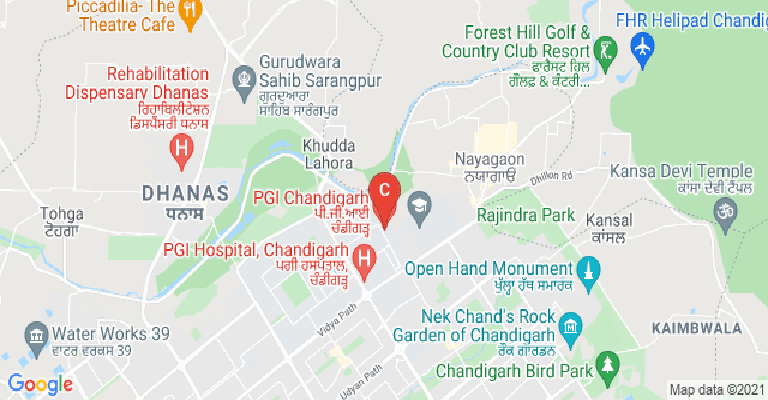 Piccadilia- The
Theatre Cafe
Forest Hill Golf &
Country Club Resort
ਫਾਰੈਸਟ ਹਿਲ
ਗੌਲਫ & ਕੰਟਰੀ...
FHR Helipad Chandig
Rehabilitation
Dispensary Dhanas
ਰਿਹਾਬਿਲੀਟੇਸ਼ਨ
ਡਿਸਪੈਂਸਰੀ ਧਨਾਸ
Gurudwara
Sahib Sarangpur
ਗੁਰਦੁਆਰਾ
ਸਾਹਿਬ ਸਾਰੰਗਪੁਰ
Khudda
Lahora
Nayagaon
ਨਯਾਗਾਓਂ
Dhillon Rd
Kansa Devi Temple
ਕਾਂਸਾ ਦੇਵੀ ਟੈਂਪਲ
DHANAS
ਧਨਾਸ
Tohga
ਟੋਹਗਾ
PGI Chandigarh
ਪੀ.ਜੀ.ਆਈ
ਚੰਡੀਗੜ੍ਹ
C
Rajindra Park
Kansal
ਕਾਂਸਲ
PGI Hospital, Chandigarh
ਪਗੀ ਹਸਪਤਾਲ,
ਚੰਡੀਗੜ੍ਹ
H
H
Open Hand Monument
ਖੁੱਲ੍ਹਾ ਹੱਥ ਸਮਾਰਕ
Vidya Path
Nek Chand's Rock
Garden of Chandigarh
ਰੌਕ ਗਾਰਡਨ
KAIMBWALA
Water Works 39
ਵਾਟਰ ਵਰਕਸ 39
Udyan Path
Chandigarh Bird Park
Google
Map data ©2021